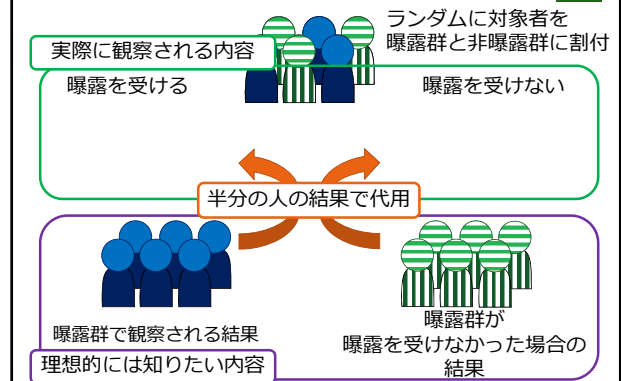 ランダムに対象者を
曝露群と非曝露群に割付
実際に観察される内容
曝露を受ける
曝露を受けない
半分の人の結果で代用
曝露群で観察される結果
曝露群が
曝露を受けなかった場合の
結果
理想的には知りたい内容